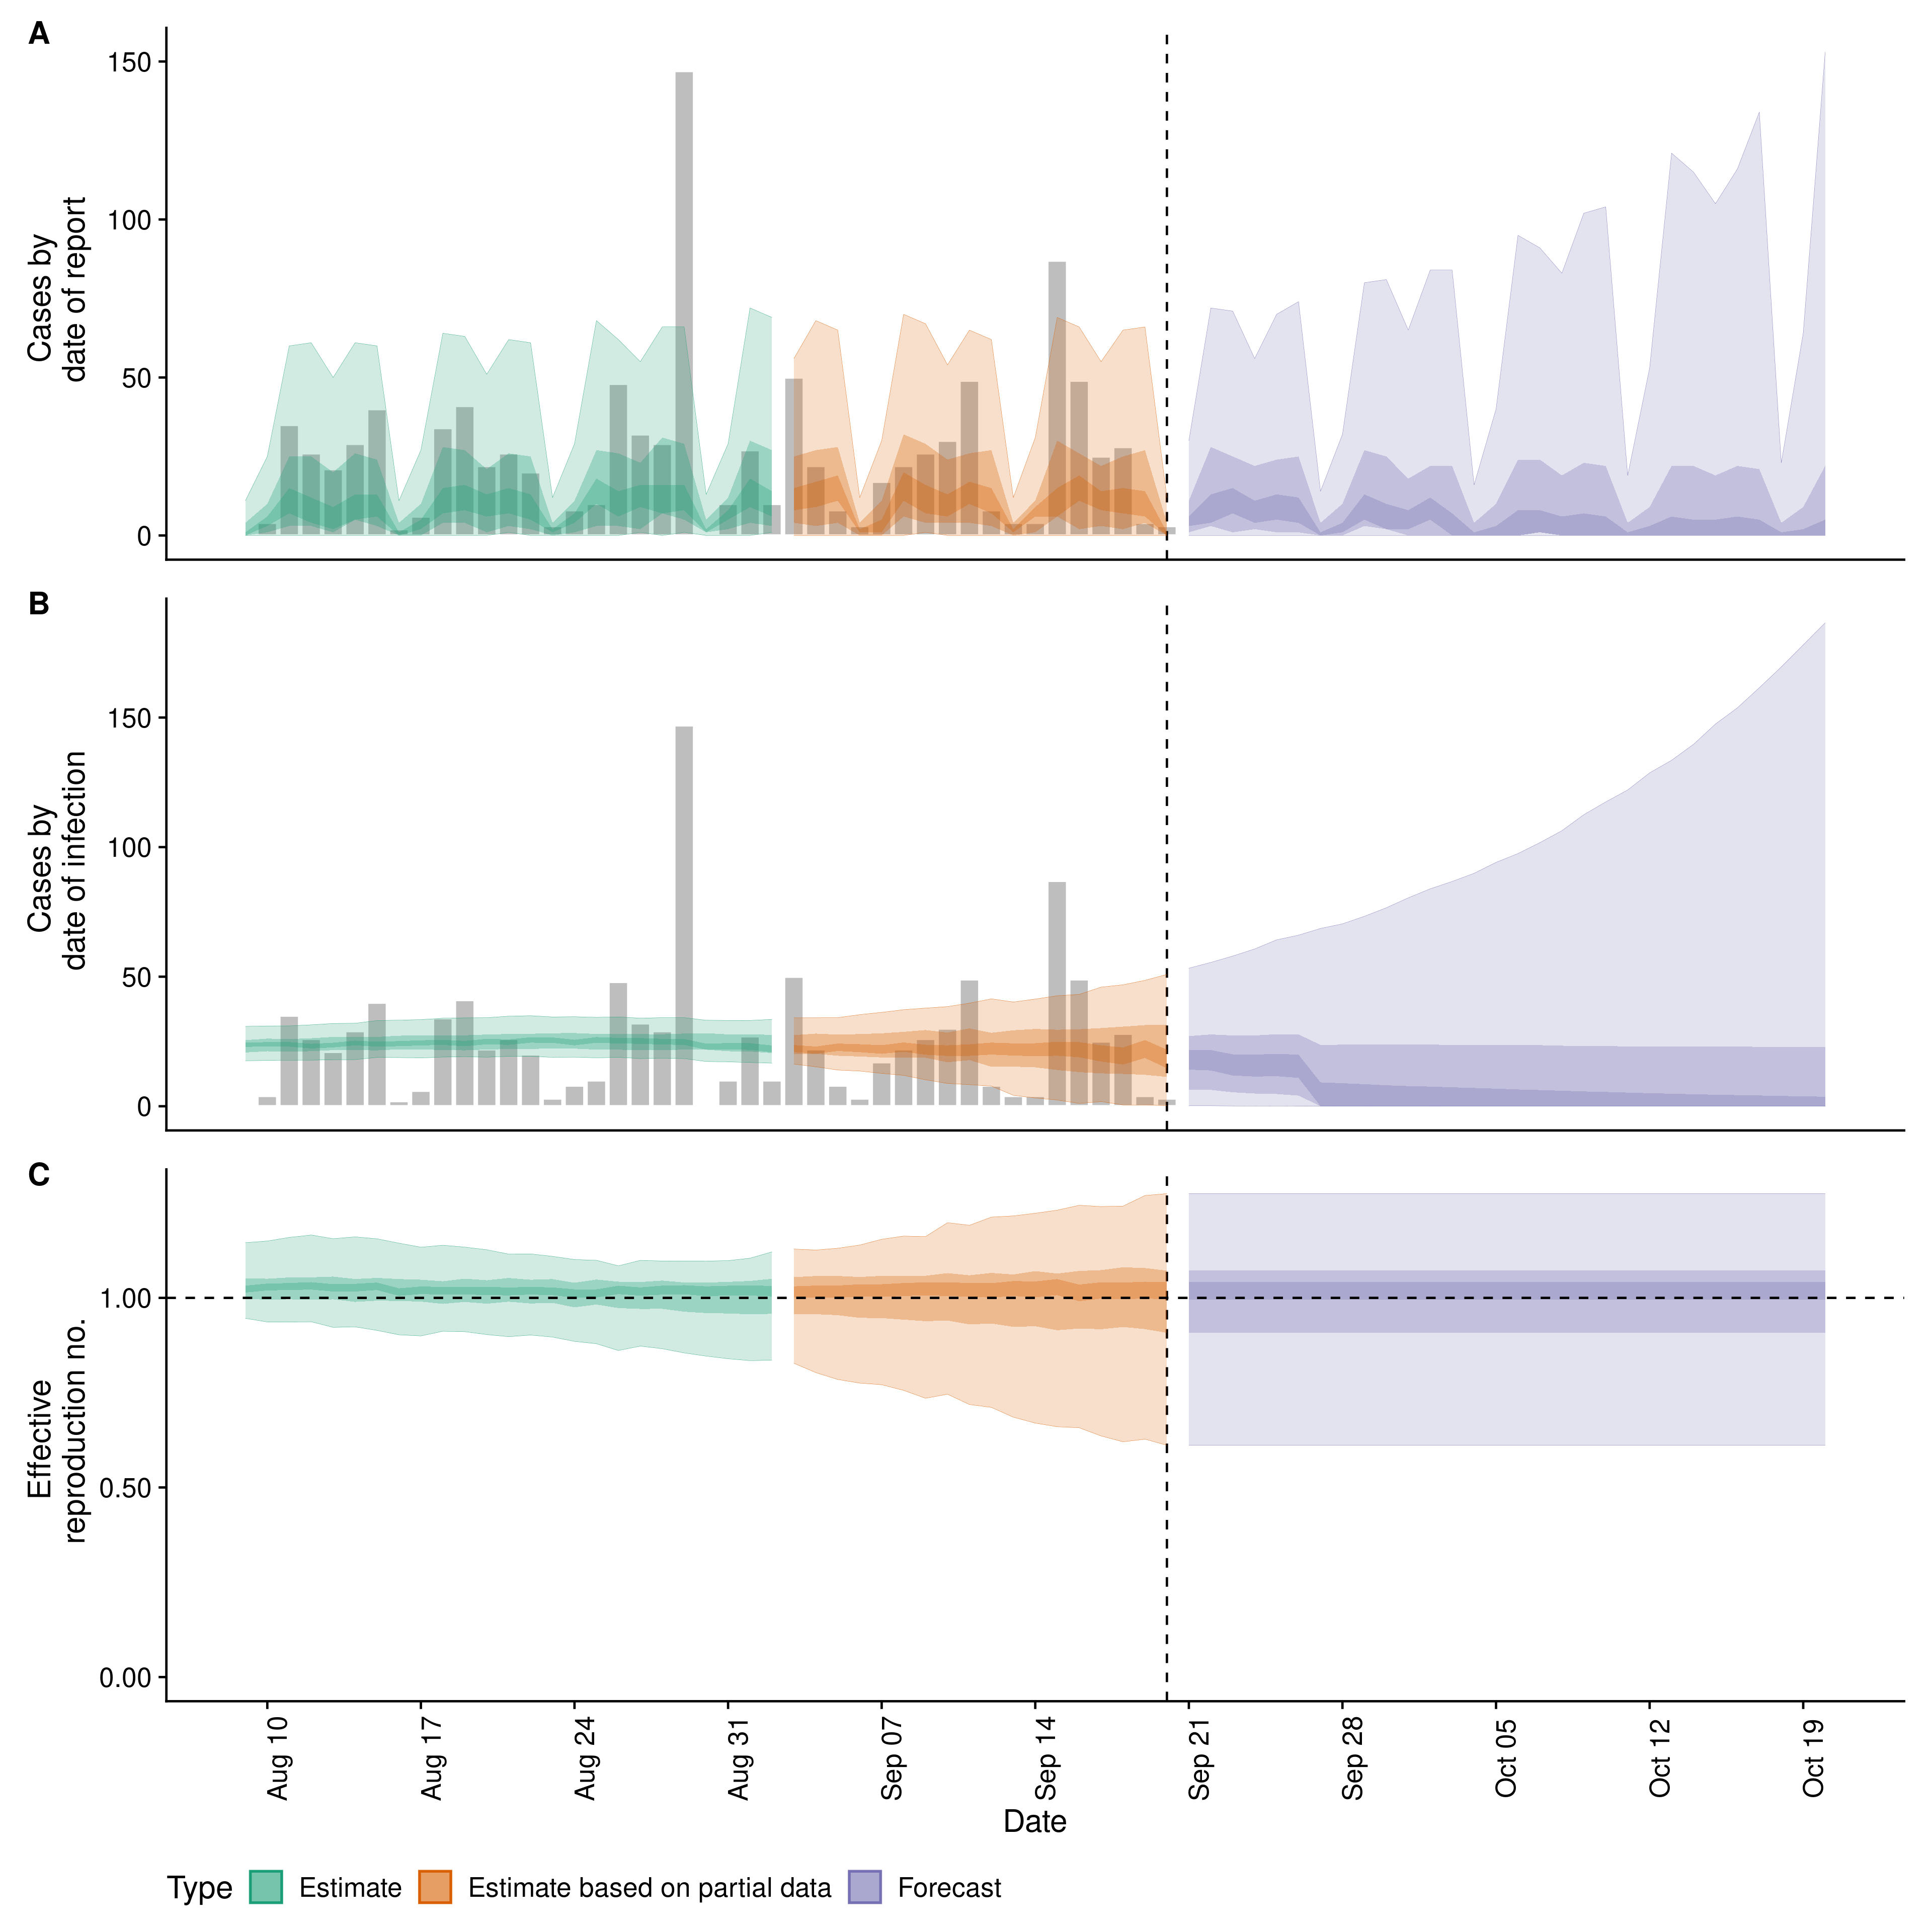 A
150
100
50
0
Cases by
date of report
B
150
100
50
0
Cases by
date of infection
C
1.00
0.50
0.00
Effective
reproduction no.
Aug 10
Aug 17
Aug 24
Aug 31
Sep 07
Sep 14
Sep 21
Sep 28
Oct 05
Oct 12
Oct 19
Date
Type Estimate Estimate based on partial data Forecast